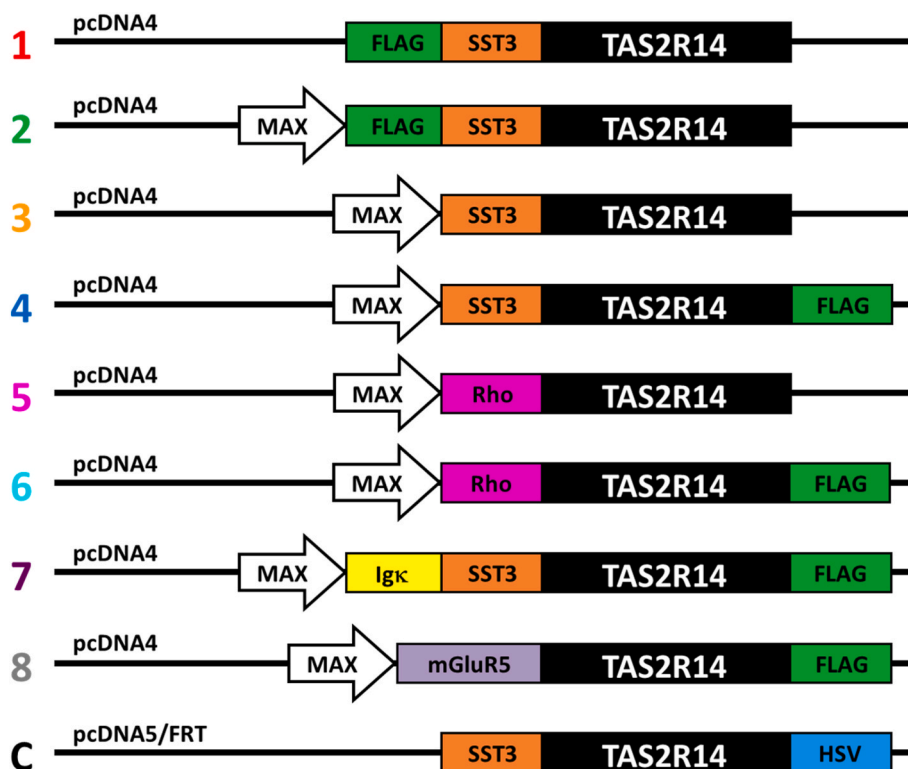 pcDNA4
1 FLAG SST3 TAS2R14
pcDNA4
2 MAX FLAG SST3 TAS2R14
pcDNA4
3 MAX SST3 TAS2R14
pcDNA4
4 MAX SST3 TAS2R14 FLAG
pcDNA4
5 MAX Rho TAS2R14
pcDNA4
6 MAX Rho TAS2R14 FLAG
pcDNA4
7 MAX Igκ SST3 TAS2R14 FLAG
pcDNA4
8 MAX mGluR5 TAS2R14 FLAG
pcDNA5/FRT
C SST3 TAS2R14 HSV